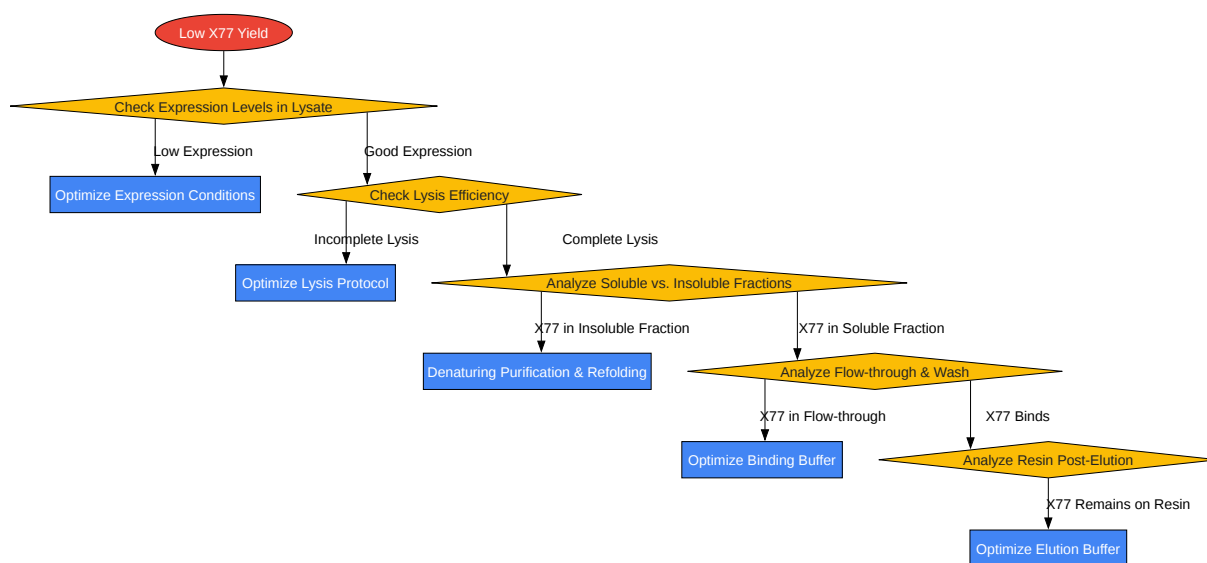 Low X77 Yield
Check Expression Levels in Lysate
Low Expression
Good Expression
Optimize Expression Conditions
Check Lysis Efficiency
Incomplete Lysis
Complete Lysis
Optimize Lysis Protocol
Analyze Soluble vs. Insoluble Fractions
X77 in Insoluble Fraction
X77 in Soluble Fraction
Denaturing Purification & Refolding
Analyze Flow-through & Wash
X77 in Flow-through
X77 Binds
Optimize Binding Buffer
Analyze Resin Post-Elution
X77 Remains on Resin
Optimize Elution Buffer